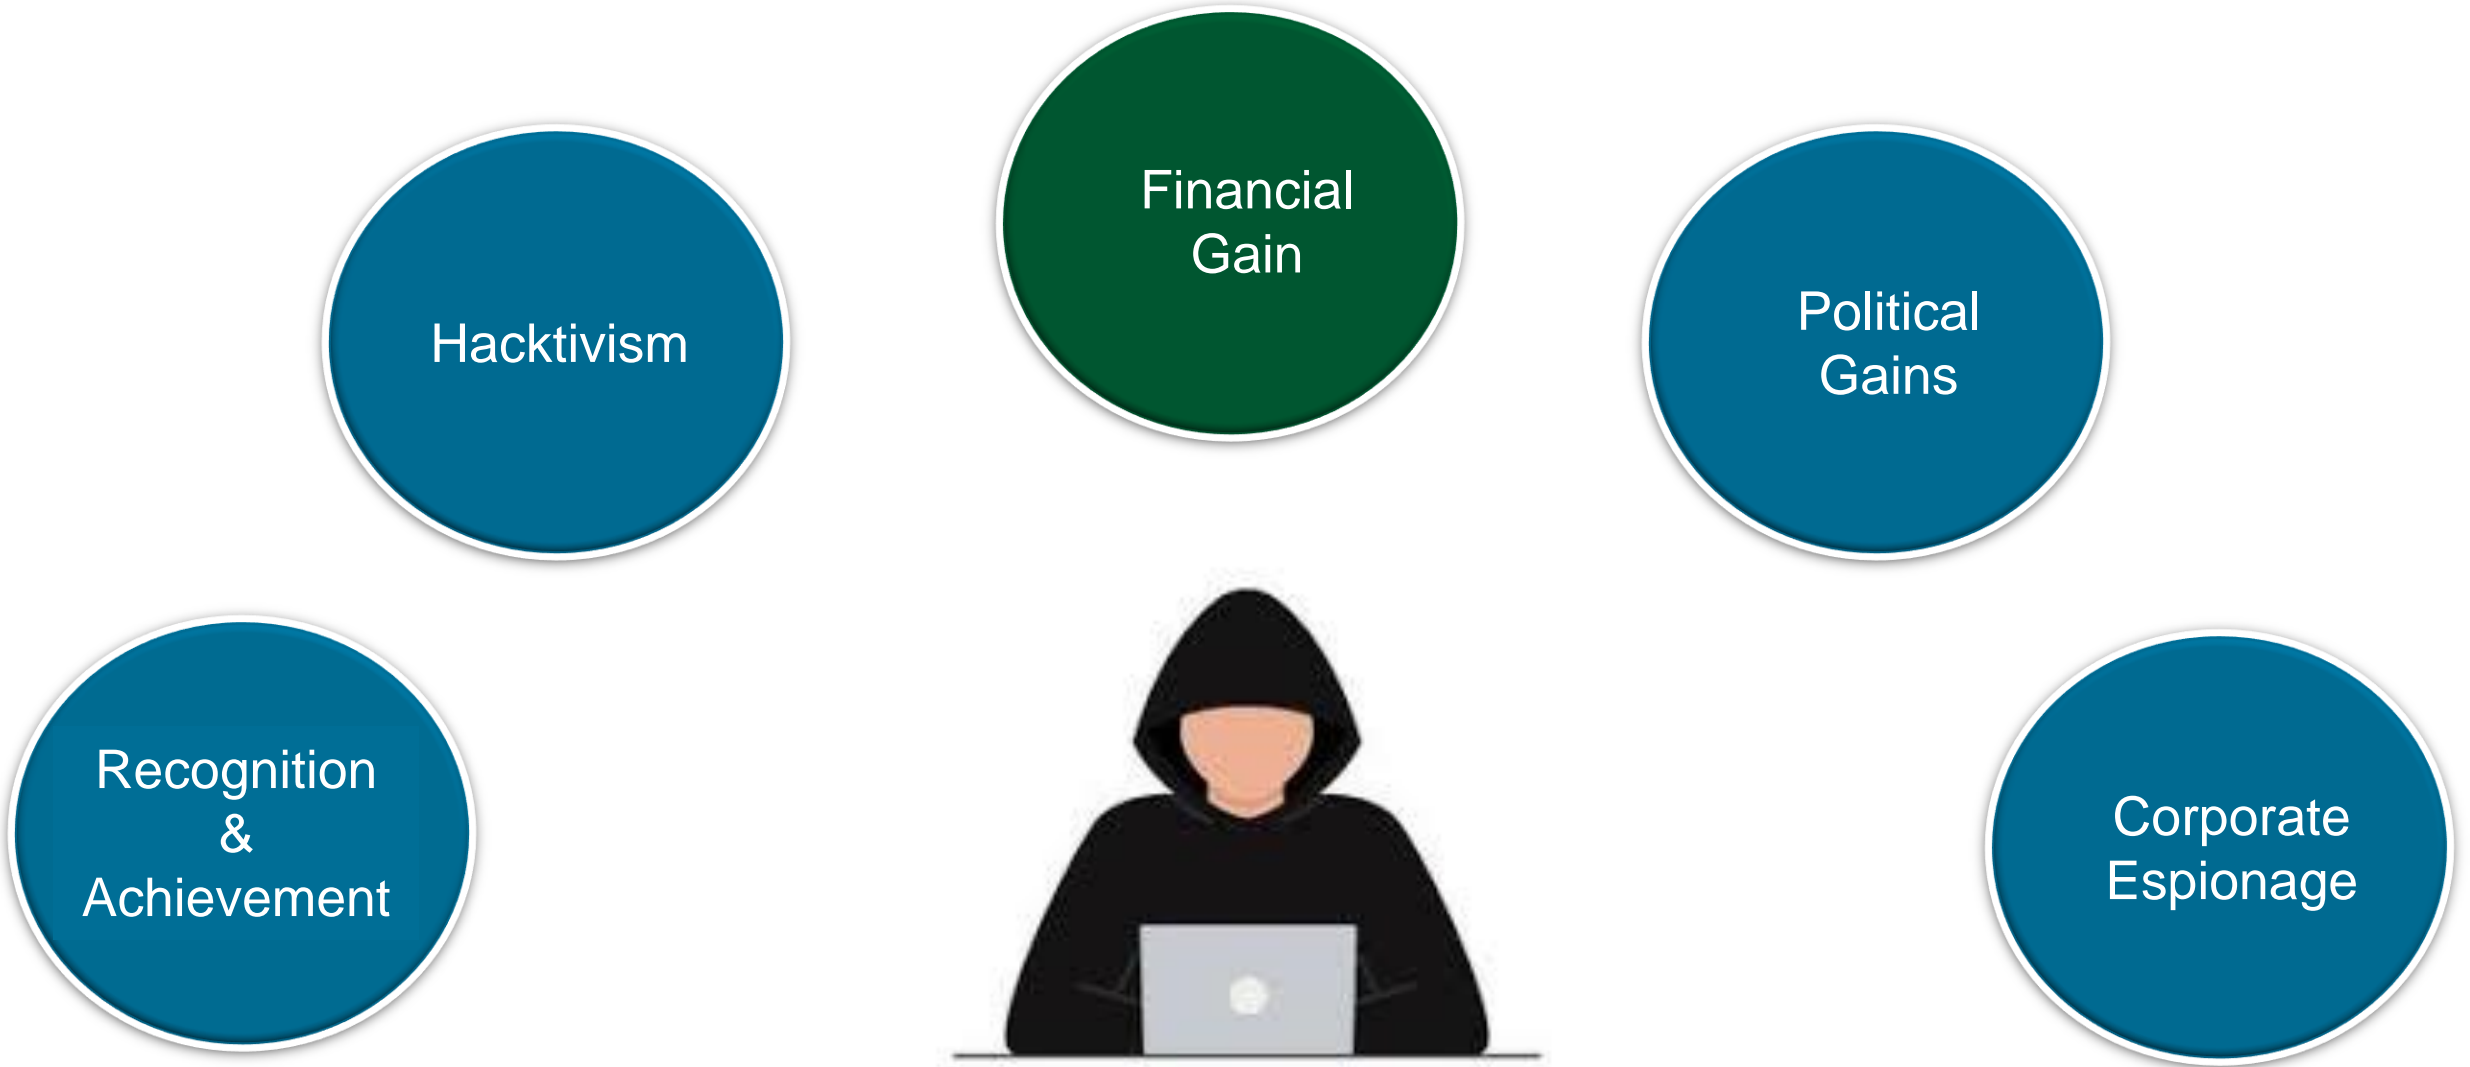 Financial
Gain
Hacktivism
Political
Gains
Recognition
&
Achievement
Corporate
Espionage